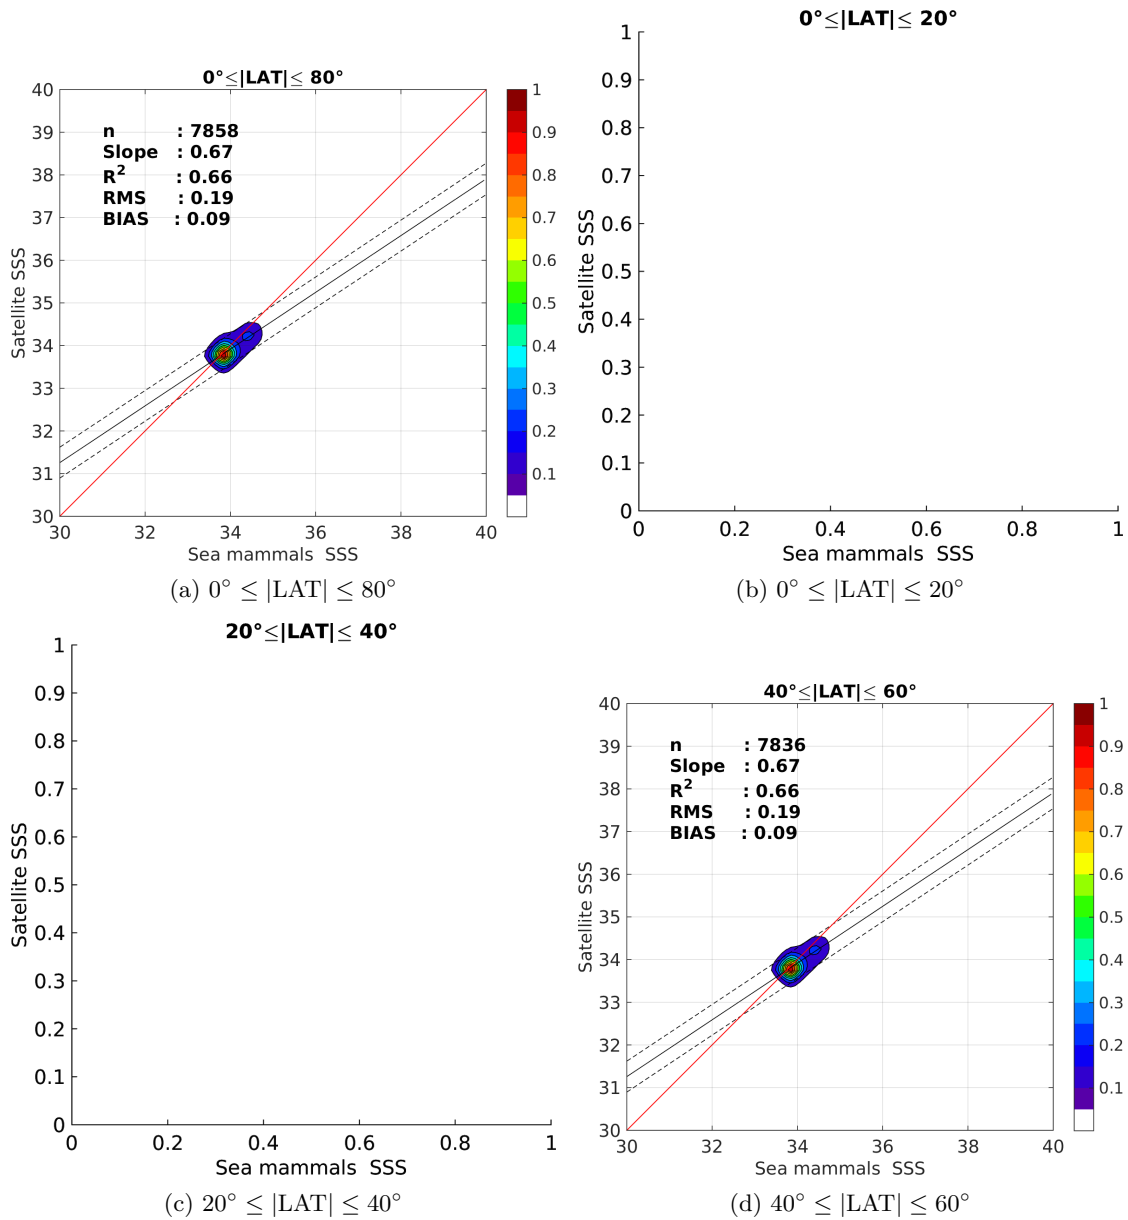 0°≤|LAT|≤ 80°
n : 7858
Slope : 0.67
R2 : 0.66
RMS : 0.19
BIAS : 0.09
40
39
38
37
36
35
34
33
32
31
30
30 32 34 36 38 40
1
0.9
0.8
0.7
0.6
0.5
0.4
0.3
0.2
0.1
Satellite SSS
Sea mammals SSS
(a) 0° ≤ |LAT| ≤ 80°
0°≤|LAT|≤ 20°
1
0.9
0.8
0.7
0.6
0.5
0.4
0.3
0.2
0.1
0
0 0.2 0.4 0.6 0.8 1
Satellite SSS
Sea mammals SSS
(b) 0° ≤ |LAT| ≤ 20°
20°≤|LAT|≤ 40°
1
0.9
0.8
0.7
0.6
0.5
0.4
0.3
0.2
0.1
0
0 0.2 0.4 0.6 0.8 1
Satellite SSS
Sea mammals SSS
(c) 20° ≤ |LAT| ≤ 40°
40°≤|LAT|≤ 60°
n : 7836
Slope : 0.67
R2 : 0.66
RMS : 0.19
BIAS : 0.09
40
39
38
37
36
35
34
33
32
31
30
30 32 34 36 38 40
1
0.9
0.8
0.7
0.6
0.5
0.4
0.3
0.2
0.1
Satellite SSS
Sea mammals SSS
(d) 40° ≤ |LAT| ≤ 60°